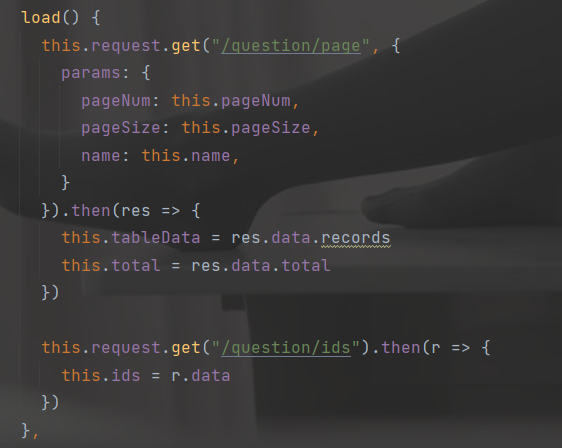 load() {
this.request.get("/question/page", {
params: {
pageNum: this.pageNum,
pageSize: this.pageSize,
name: this.name,
}
}).then(res => {
this.tableData = res.data.records
this.total = res.data.total
})
this.request.get("/question/ids").then(r => {
this.ids = r.data
})
},